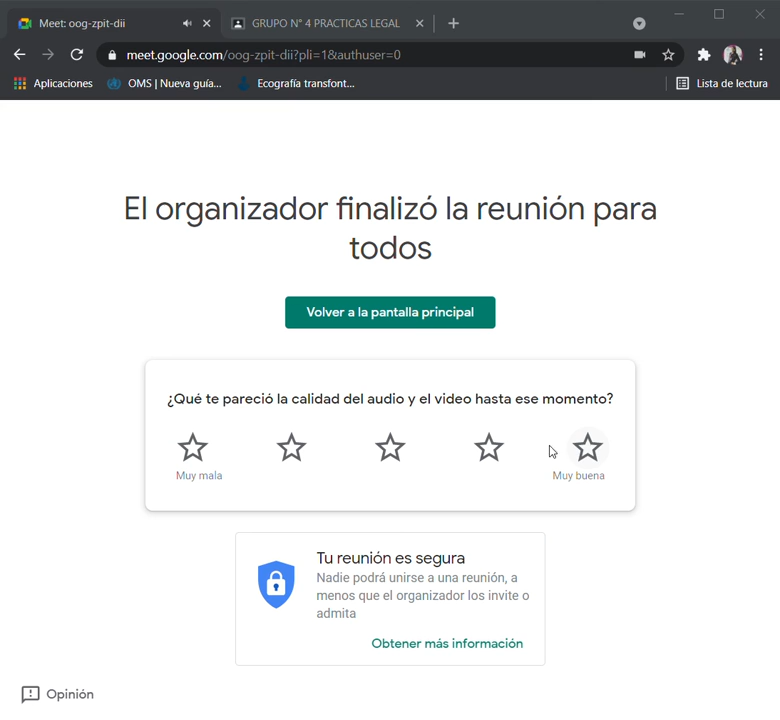 Meet: oog-zpit-dii
GRUPO N° 4 PRACTICAS LEGAL
meet.google.com/oog-zpit-dii?pli=1&authuser=0
Aplicaciones
OMS | Nueva guía...
Ecografía transfont...
Lista de lectura
El organizador finalizó la reunión para
todos
Volver a la pantalla principal
¿Qué te pareció la calidad del audio y el video hasta ese momento?
Muy mala
Muy buena
Tu reunión es segura
Nadie podrá unirse a una reunión, a
menos que el organizador los invite o
admita
Obtener más información
Opinión